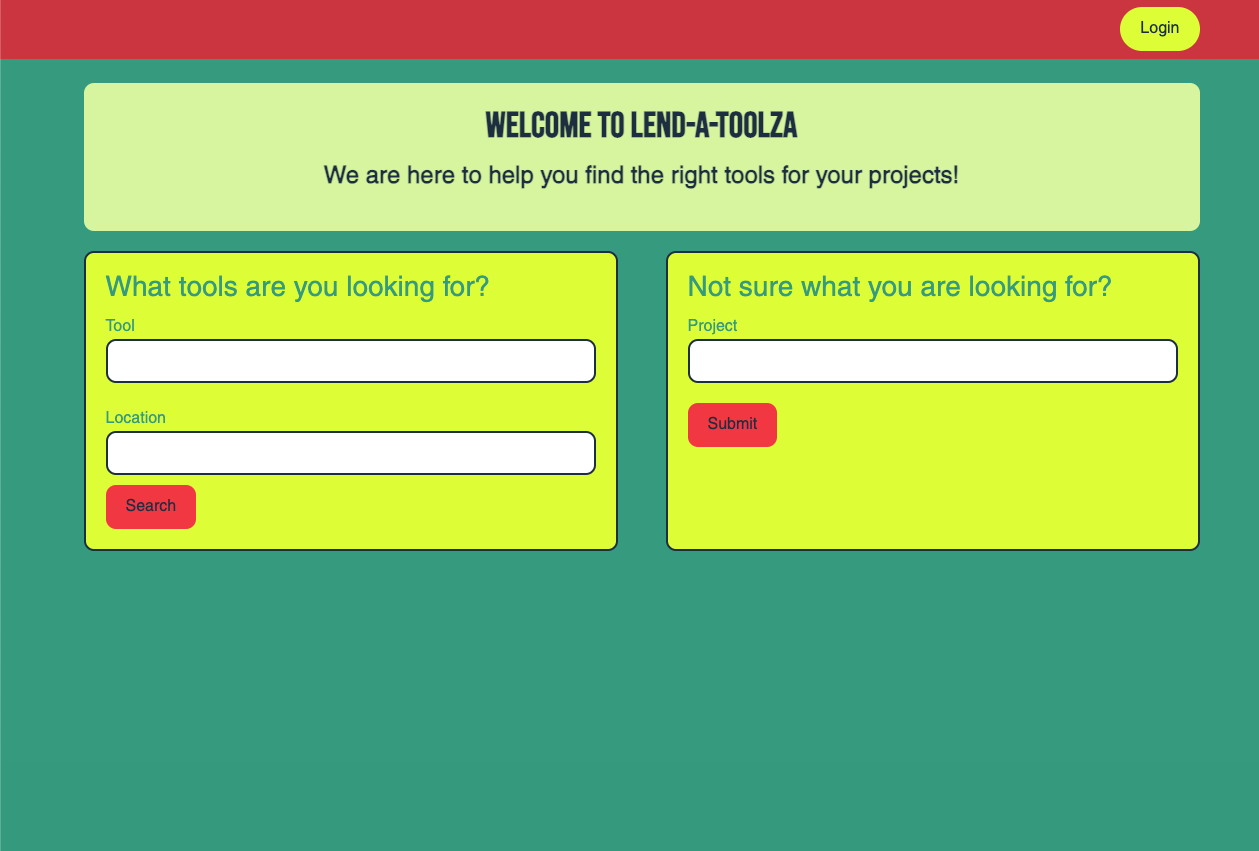 Login
WELCOME TO LEND-A-TOOLZA
We are here to help you find the right tools for your projects!
What tools are you looking for?
Tool
Location
Search
Not sure what you are looking for?
Project
Submit